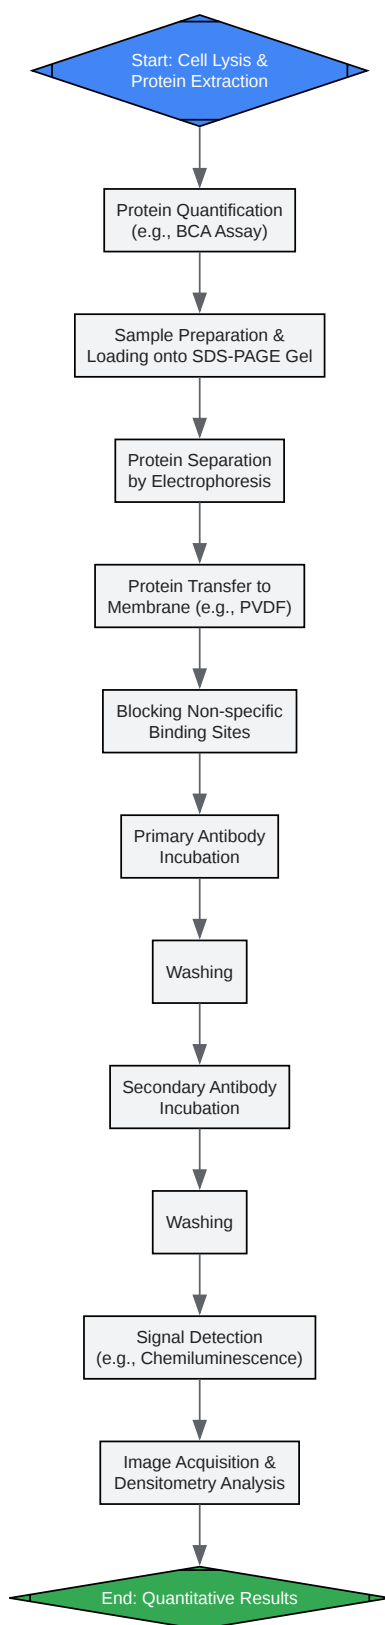 Start: Cell Lysis &
Protein Extraction
Protein Quantification
(e.g., BCA Assay)
Sample Preparation &
Loading onto SDS-PAGE Gel
Protein Separation
by Electrophoresis
Protein Transfer to
Membrane (e.g., PVDF)
Blocking Non-specific
Binding Sites
Primary Antibody
Incubation
Washing
Secondary Antibody
Incubation
Washing
Signal Detection
(e.g., Chemiluminescence)
Image Acquisition &
Densitometry Analysis
End: Quantitative Results